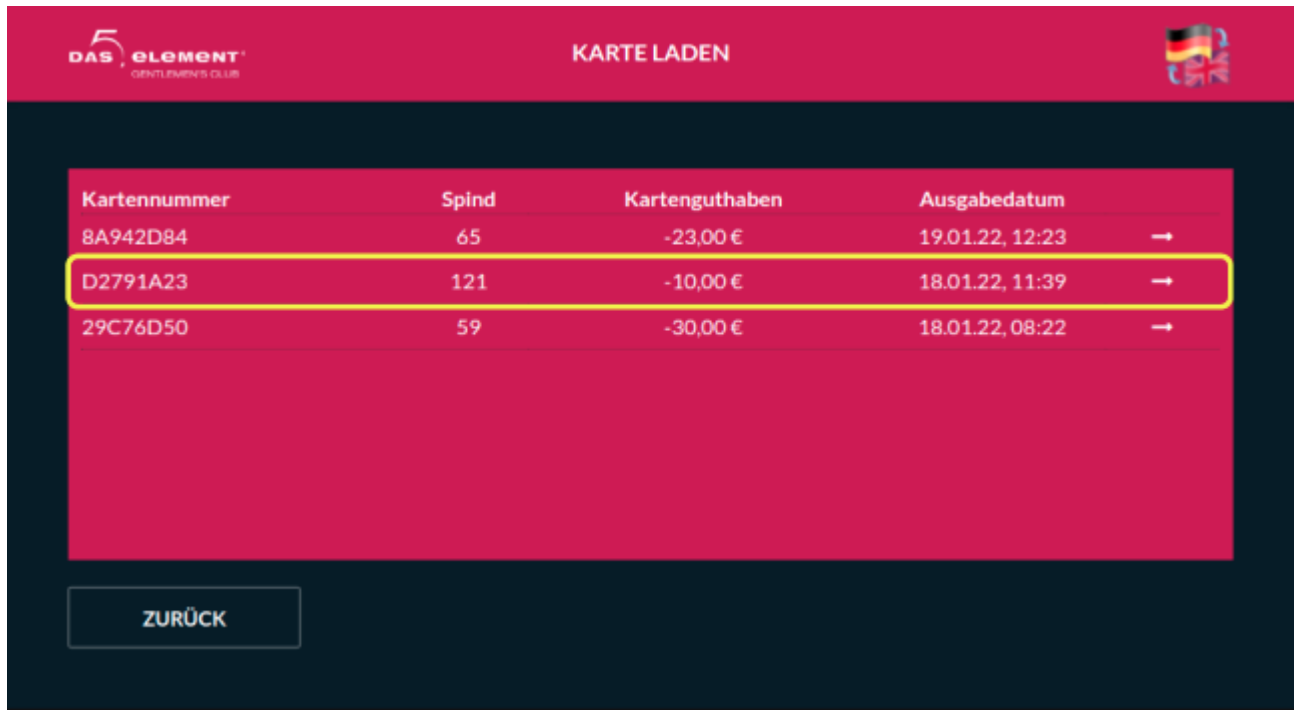 DAS 5 ELEMENT
GENTLEMEN'S CLUB
KARTE LADEN
Kartennummer Spind Kartenguthaben Ausgabedatum
8A942D84 65 -23,00 € 19.01.22, 12:23 →
D2791A23 121 -10,00 € 18.01.22, 11:39 →
29C76D50 59 -30,00 € 18.01.22, 08:22 →
ZURÜCK